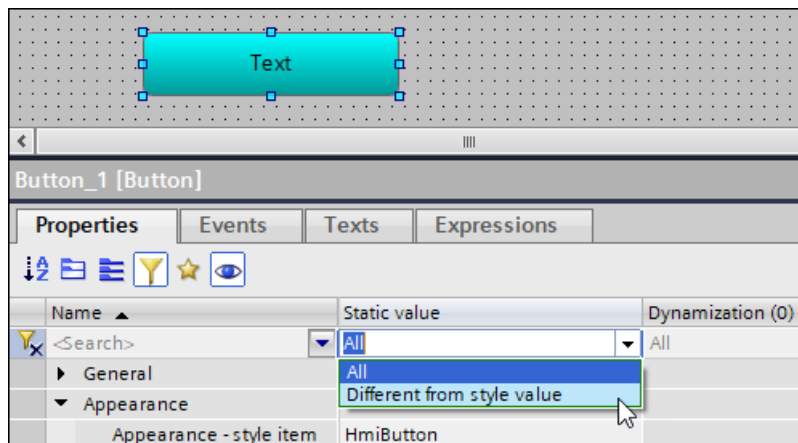 Text
Button_1 [Button]
Properties Events Texts Expressions
Name Static value Dynamization (0)
<Search> All All
General All
Different from style value
Appearance
Appearance - style item HmiButton